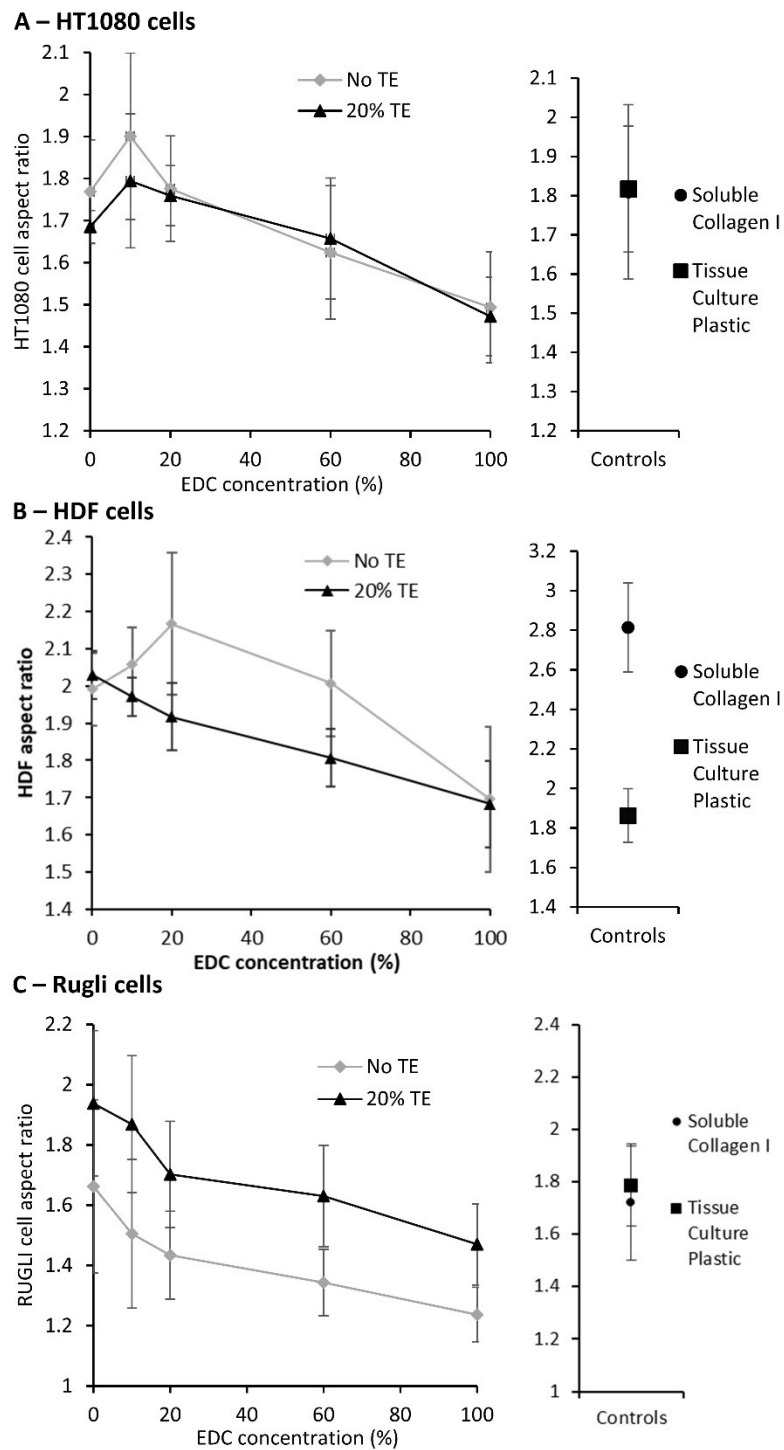 A – HT1080 cells
HT1080 cell aspect ratio
2.1
2
1.9
1.8
1.7
1.6
1.5
1.4
1.3
1.2
No TE
20% TE
0
20
40
60
80
100
EDC concentration (%)
2.1
2
1.9
1.8
1.7
1.6
1.5
1.4
1.3
1.2
Controls
Soluble
Collagen I
Tissue
Culture
Plastic
B – HDF cells
HDF aspect ratio
2.4
2.3
2.2
2.1
2
1.9
1.8
1.7
1.6
1.5
1.4
No TE
20% TE
0
20
40
60
80
100
EDC concentration (%)
3.2
3
2.8
2.6
2.4
2.2
2
1.8
1.6
1.4
Controls
Soluble
Collagen I
Tissue
Culture
Plastic
C – Rugli cells
RUGLI cell aspect ratio
2.2
2
1.8
1.6
1.4
1.2
1
No TE
20% TE
0
20
40
60
80
100
EDC concentration (%)
2.4
2.2
2
1.8
1.6
1.4
1.2
1
Controls
Soluble
Collagen I
Tissue
Culture
Plastic